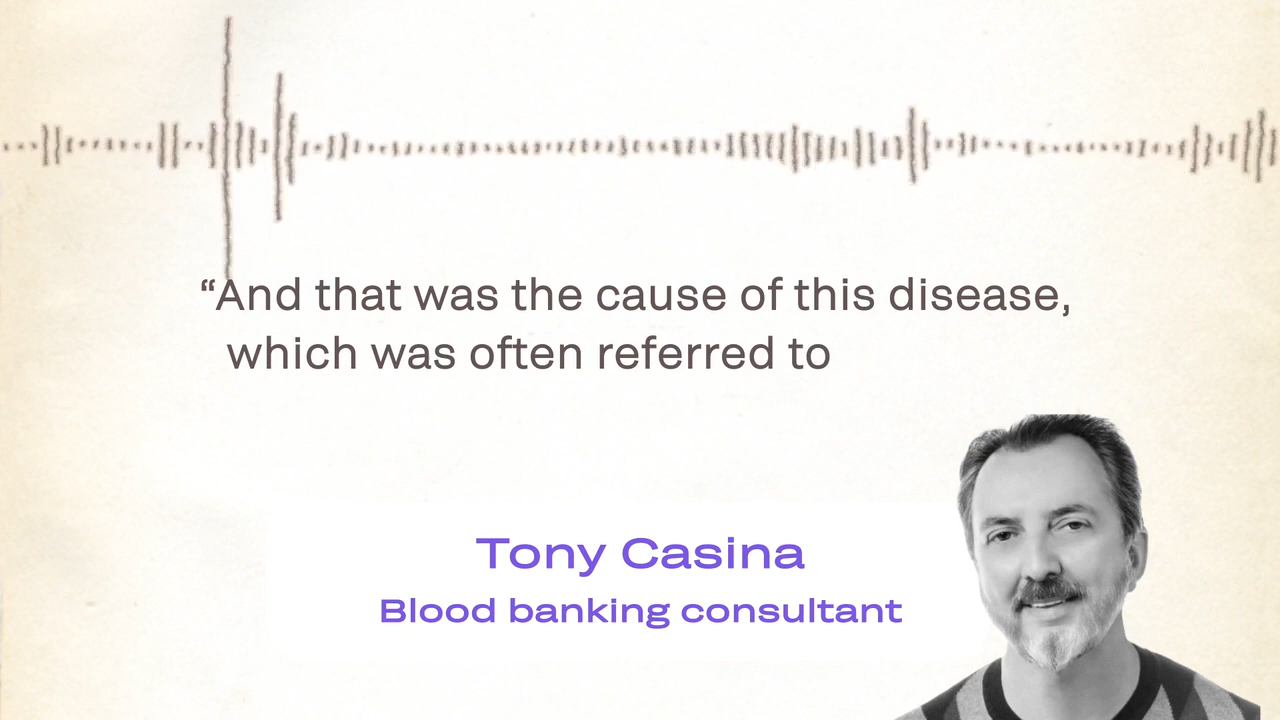 “And that was the cause of this disease,
which was often referred to
Tony Casina
Blood banking consultant